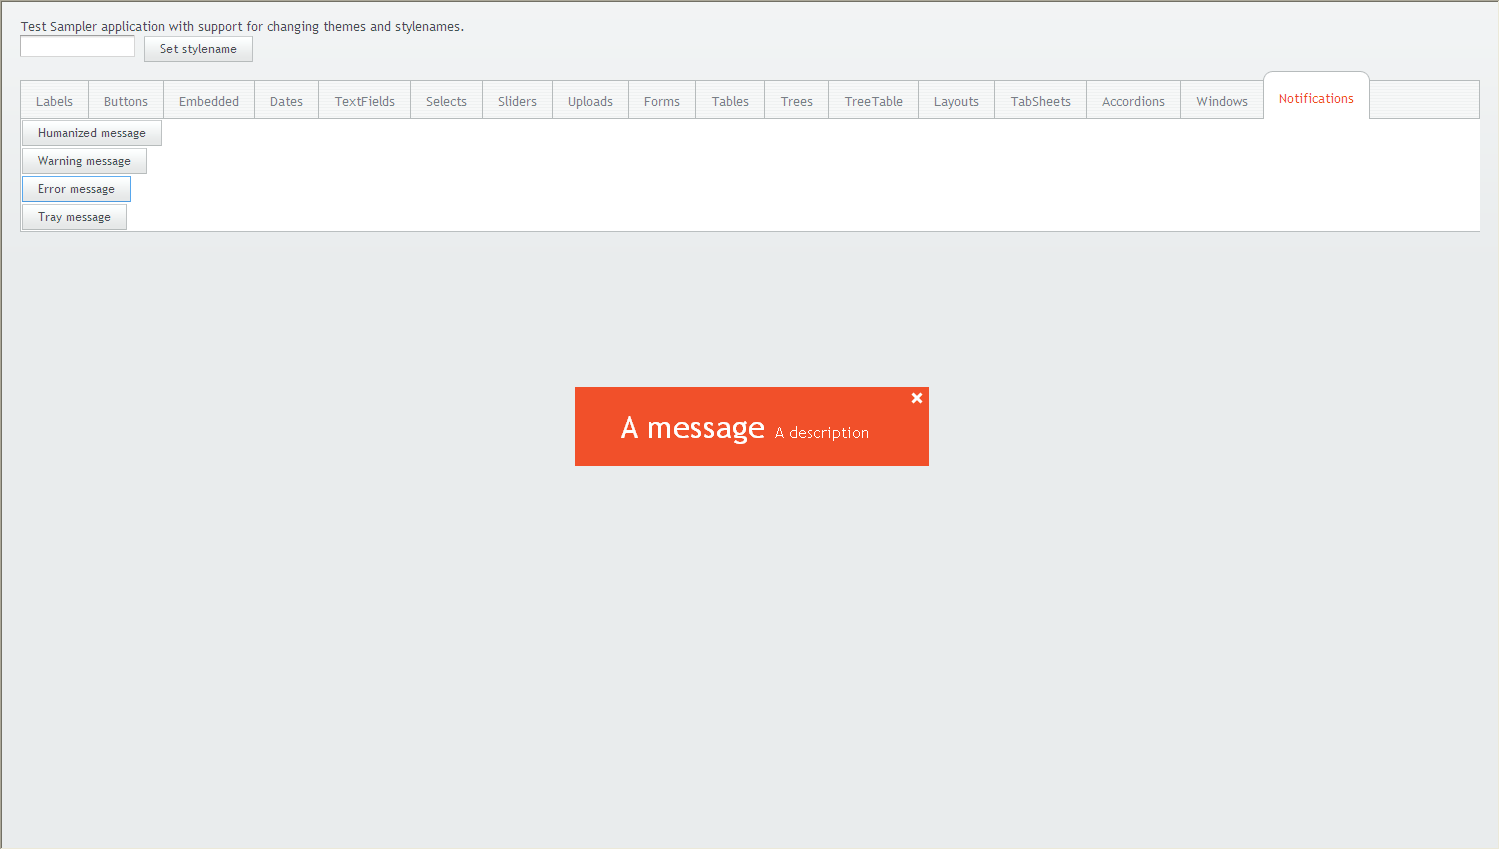 Test Sampler application with support for changing themes and stylenames.
Set stylename
Labels Buttons Embedded Dates TextFields Selects Sliders Uploads Forms Tables Trees TreeTable Layouts TabSheets Accordions Windows Notifications
Humanized message
Warning message
Error message
Tray message
A message A description